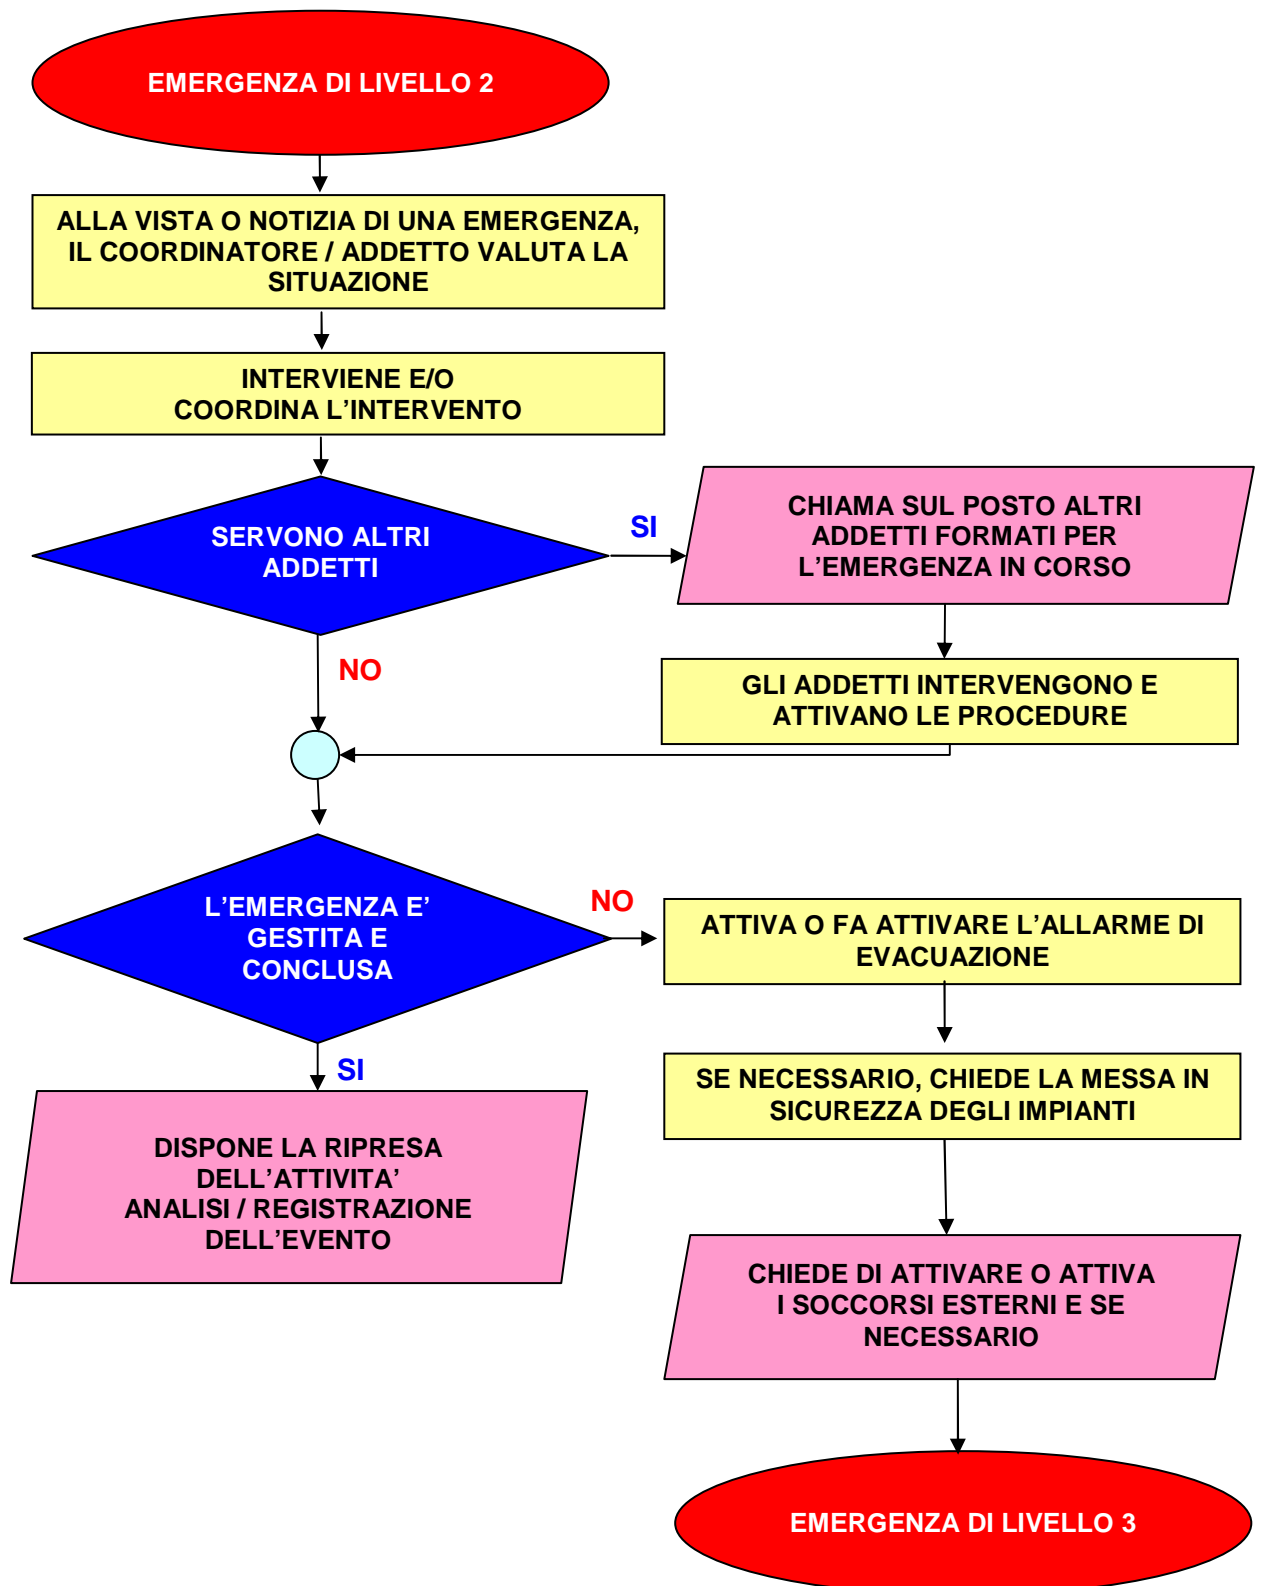 EMERGENZA DI LIVELLO 2
ALLA VISTA O NOTIZIA DI UNA EMERGENZA,
IL COORDINATORE / ADDETTO VALUTA LA
SITUAZIONE
INTERVIENE E/O
COORDINA L’INTERVENTO
SERVONO ALTRI
ADDETTI
SI
CHIAMA SUL POSTO ALTRI
ADDETTI FORMATI PER
L’EMERGENZA IN CORSO
NO
GLI ADDETTI INTERVENGONO E
ATTIVANO LE PROCEDURE
L’EMERGENZA E’
GESTITA E
CONCLUSA
NO
ATTIVA O FA ATTIVARE L’ALLARME DI
EVACUAZIONE
SI
SE NECESSARIO, CHIEDE LA MESSA IN
SICUREZZA DEGLI IMPIANTI
DISPONE LA RIPRESA
DELL’ATTIVITA’
ANALISI / REGISTRAZIONE
DELL’EVENTO
CHIEDE DI ATTIVARE O ATTIVA
I SOCCORSI ESTERNI E SE
NECESSARIO
EMERGENZA DI LIVELLO 3